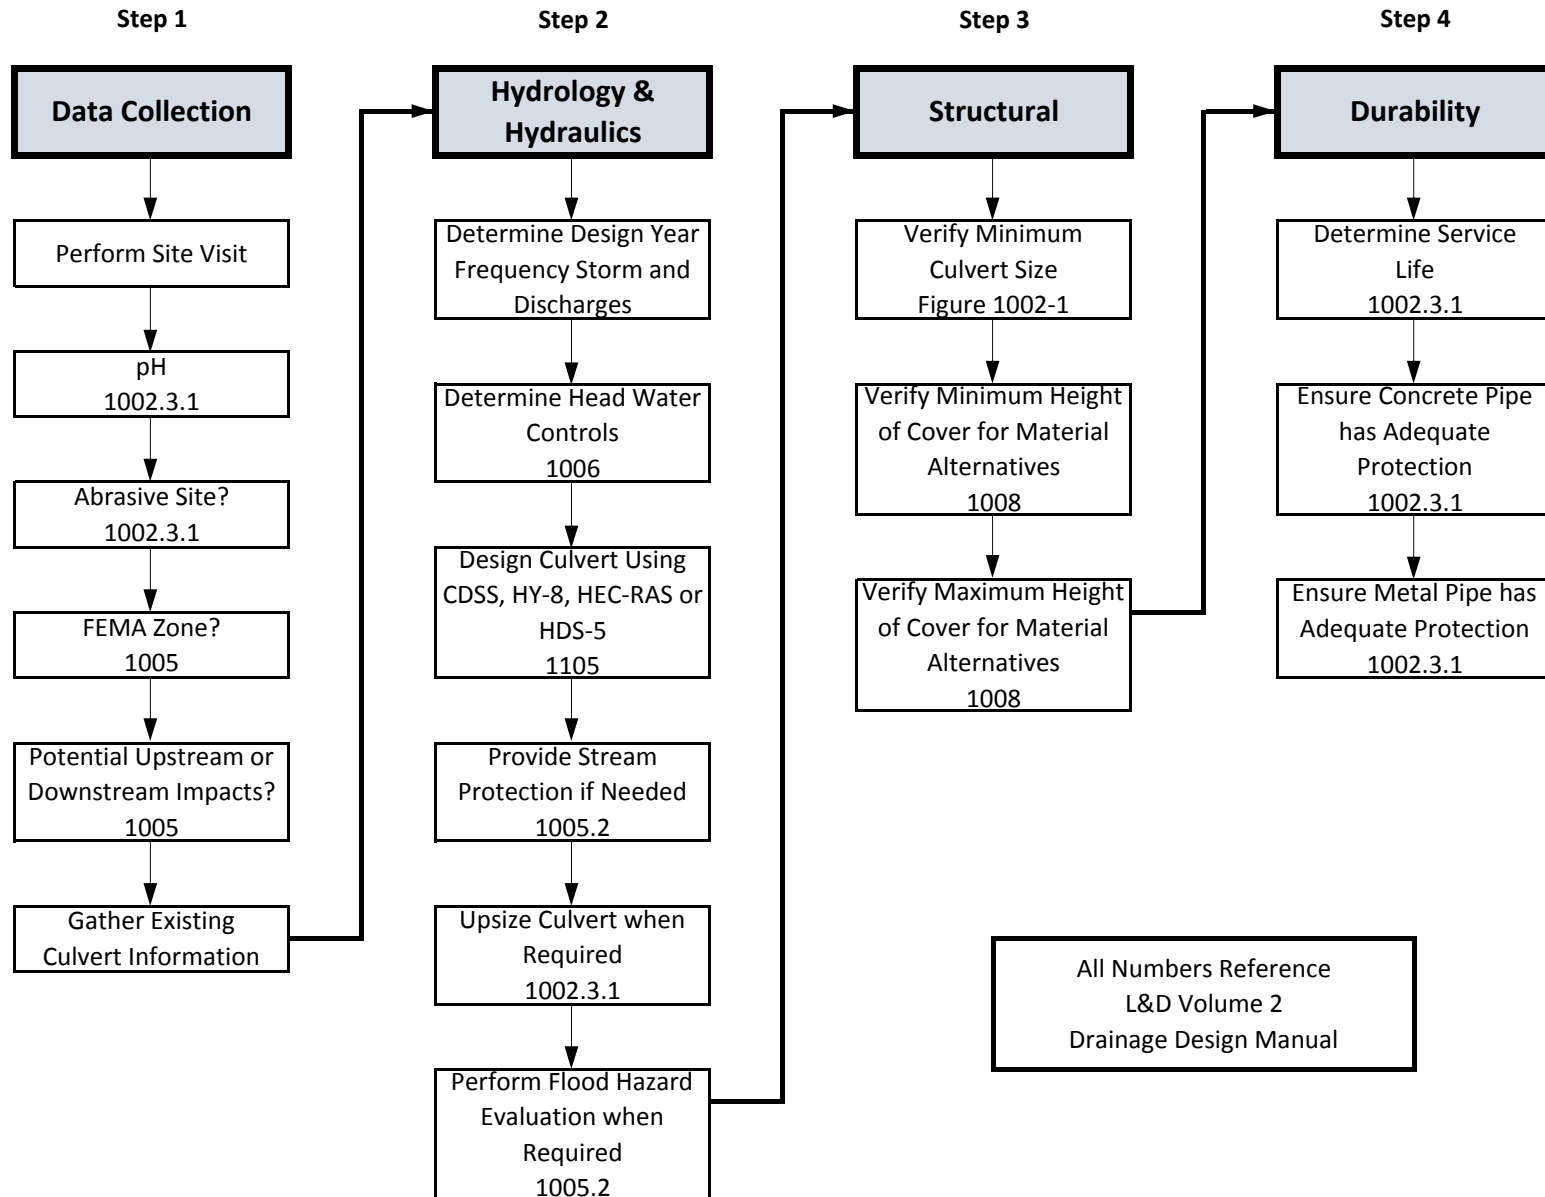 Step 1
Data Collection
Perform Site Visit
pH
1002.3.1
Abrasive Site?
1002.3.1
FEMA Zone?
1005
Potential Upstream or
Downstream Impacts?
1005
Gather Existing
Culvert Information
Step 2
Hydrology &
Hydraulics
Determine Design Year
Frequency Storm and
Discharges
Determine Head Water
Controls
1006
Design Culvert Using
CDSS, HY-8, HEC-RAS or
HDS-5
1105
Provide Stream
Protection if Needed
1005.2
Upsize Culvert when
Required
1002.3.1
Perform Flood Hazard
Evaluation when
Required
1005.2
Step 3
Structural
Verify Minimum
Culvert Size
Figure 1002-1
Verify Minimum Height
of Cover for Material
Alternatives
1008
Verify Maximum Height
of Cover for Material
Alternatives
1008
Step 4
Durability
Determine Service
Life
1002.3.1
Ensure Concrete Pipe
has Adequate
Protection
1002.3.1
Ensure Metal Pipe has
Adequate Protection
1002.3.1
All Numbers Reference
L&D Volume 2
Drainage Design Manual